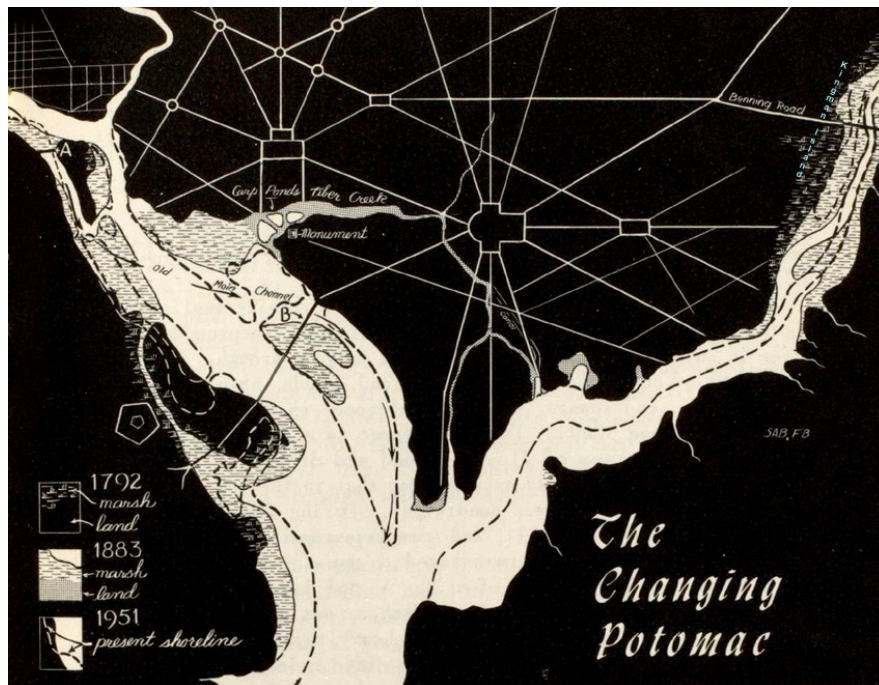 Kingman Island
Benning Road
A
Carp Ponds Tiber Creek
Monument
Old Main Channel
B
Canal
SAB, FB
1792
marsh
land
1883
marsh
land
1951
present shoreline
The
Changing
Potomac